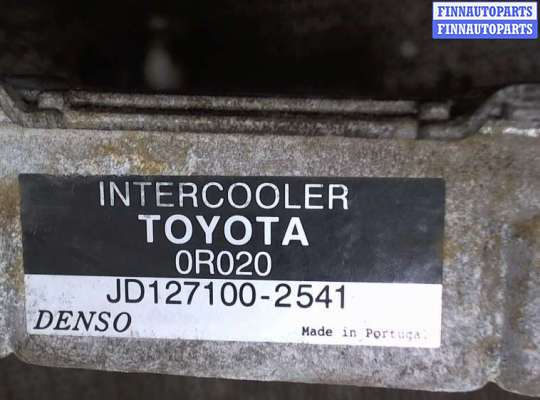 FINNAUTOPARTS
FINNAUTOPARTS
INTERCOOLER
TOYOTA
0R020
JD127100-2541
DENSO
Made in Portugal